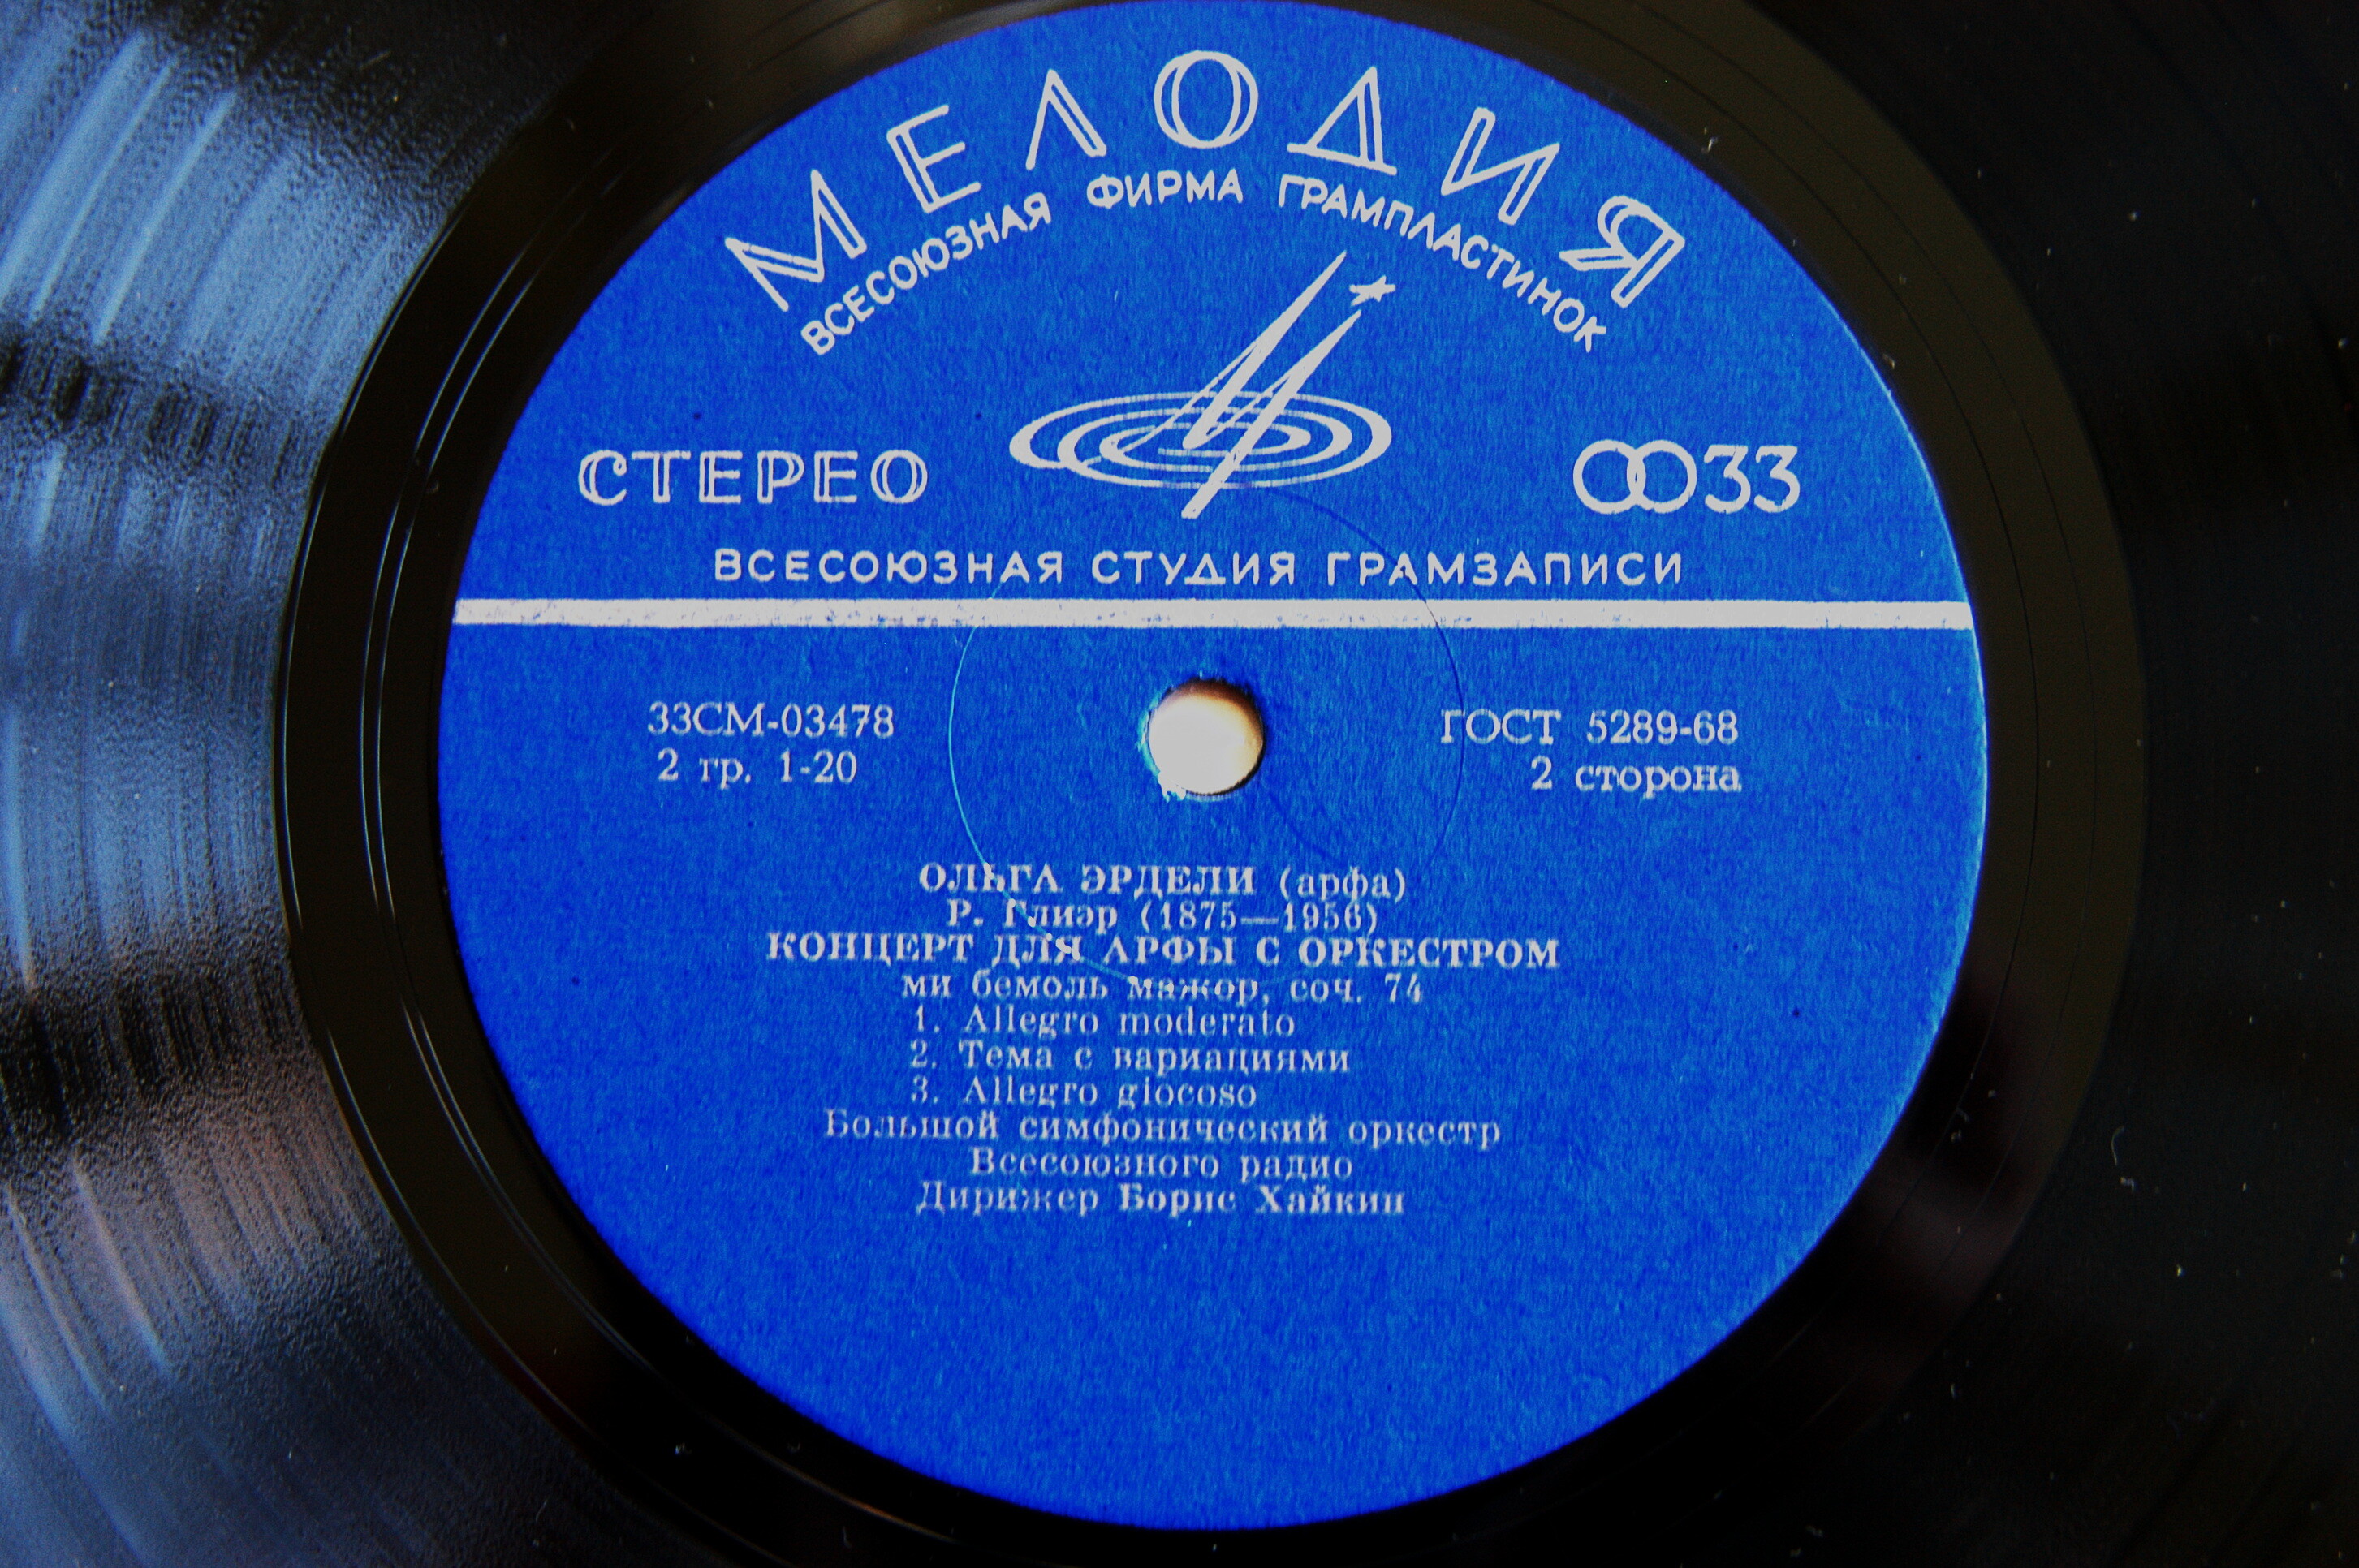 МЕЛОДИЯ
ВСЕСОЮЗНАЯ ФИРМА ГРАМПЛАСТИНОК
СТЕРЕО
33
ВСЕСОЮЗНАЯ СТУДИЯ ГРАМЗАПИСИ
33СМ-03478
2 гр. 1-20
ГОСТ 5289-68
2 сторона
ОЛЬГА ЭРДЕЛИ (арфа)
Р. Глиэр (1875—1956)
КОНЦЕРТ ДЛЯ АРФЫ С ОРКЕСТРОМ
ми бемоль мажор, соч. 74
1. Allegro moderato
2. Тема с вариациями
3. Allegro giocoso
Большой симфонический оркестр
Всесоюзного радио
Дирижер Борис Хайкин